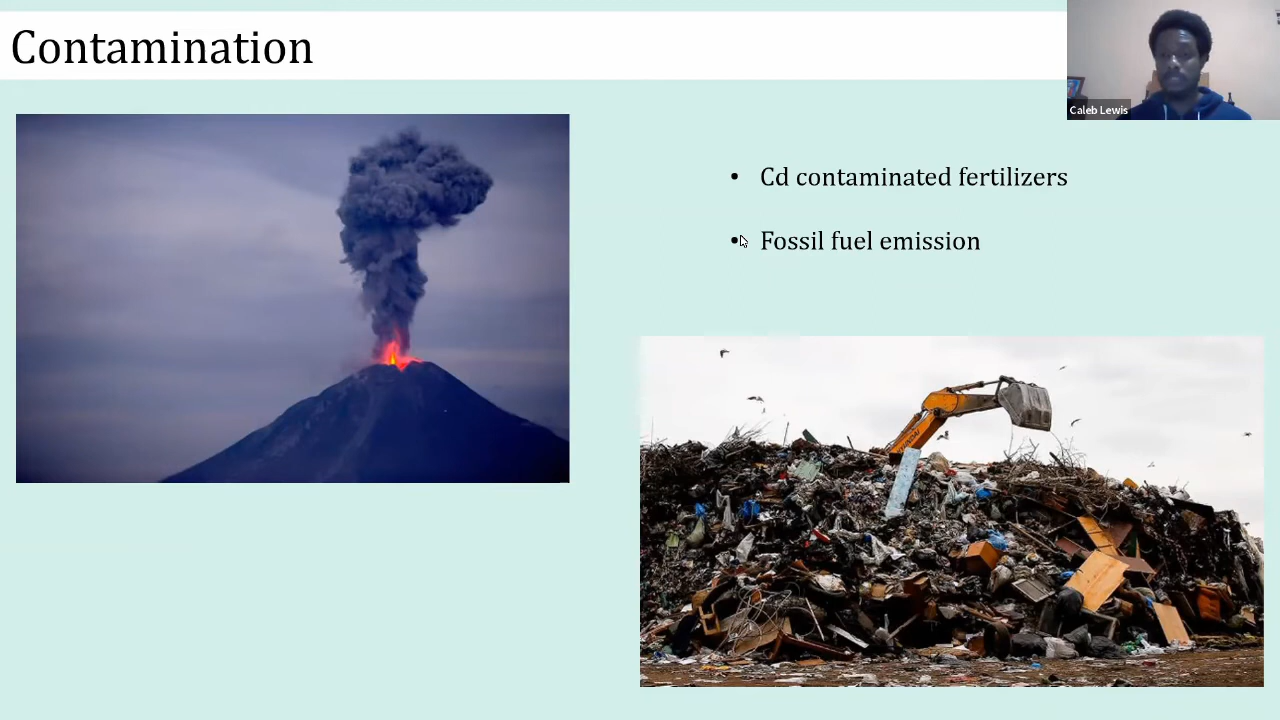 Contamination
Caleb Lewis
• Cd contaminated fertilizers
• Fossil fuel emission